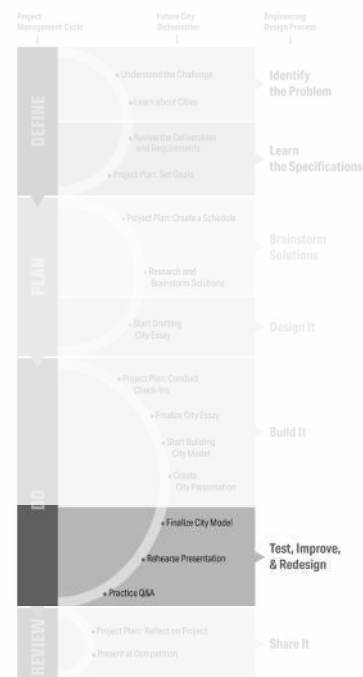 Project
Management Cycle
Future City
Deliverables
Engineering
Design Process
DEFINE
Understand the Challenge
Learn about Cities
Identify
the Problem
Review the Deliverables
and Requirements
Project Plan: Set Goals
Learn
the Specifications
PLAN
Project Plan: Create a Schedule
Research and
Brainstorm Solutions
Brainstorm
Solutions
Start Drafting
City Essay
Design It
DO
Project Plan: Conduct
Check-Ins
Finalize City Essay
Start Building
City Model
Create
City Presentation
Build It
Finalize City Model
Rehearse Presentation
Practice Q&A
Test, Improve,
& Redesign
REVIEW
Project Plan: Reflect on Project
Present at Competition
Share It